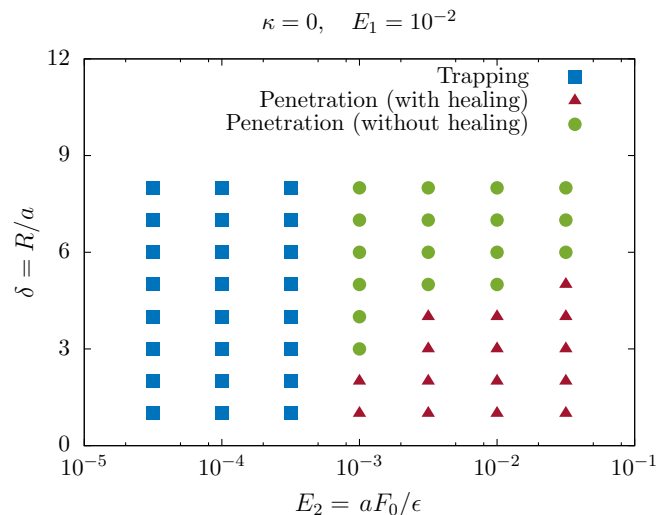 κ = 0, E₁ = 10⁻²
Trapping
Penetration (with healing)
Penetration (without healing)
12
9
6
3
0
δ = R/a
10⁻⁵ 10⁻⁴ 10⁻³ 10⁻² 10⁻¹
E₂ = aF₀/ϵ